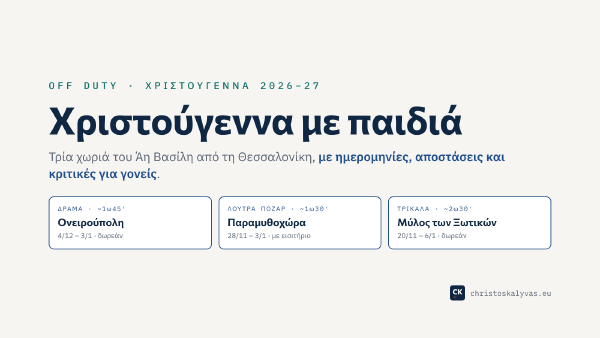 OFF DUTY · ΧΡΙΣΤΟΥΓΕΝΝΑ 2026–27
Χριστούγεννα με παιδιά
Τρία χωριά του Άη Βασίλη από τη Θεσσαλονίκη, με ημερομηνίες, αποστάσεις και
κριτικές για γονείς.
ΔΡΑΜΑ · ~1ω45'
Ονειρούπολη
4/12 – 3/1 · δωρεάν
ΛΟΥΤΡΑ ΠΟΖΑΡ · ~1ω30'
Παραμυθοχώρα
28/11 – 3/1 · με εισιτήριο
ΤΡΙΚΑΛΑ · ~2ω30'
Μύλος των Ξωτικών
20/11 – 6/1 · δωρεάν
CK christoskalyvas.eu